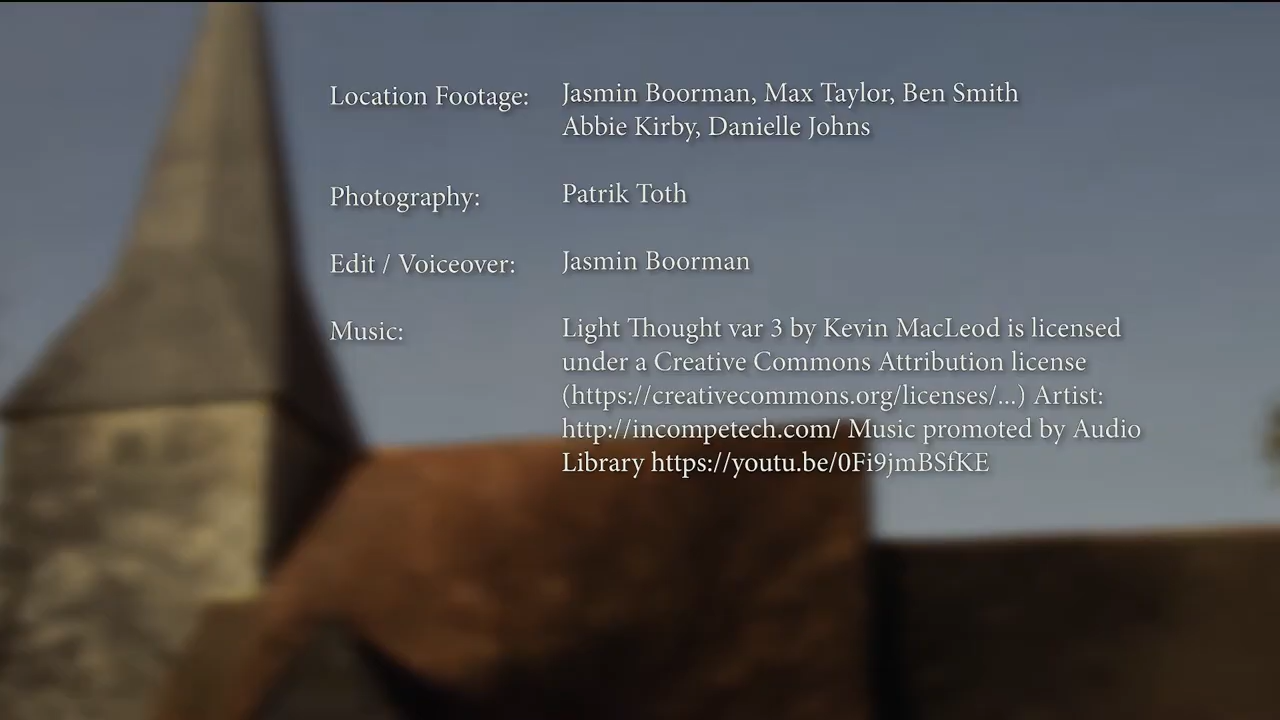 Location Footage: Jasmin Boorman, Max Taylor, Ben Smith
Abbie Kirby, Danielle Johns
Photography: Patrik Toth
Edit / Voiceover: Jasmin Boorman
Music: Light Thought var 3 by Kevin MacLeod is licensed
under a Creative Commons Attribution license
(https://creativecommons.org/licenses/...) Artist:
http://incompetech.com/ Music promoted by Audio
Library https://youtu.be/0Fi9jmBSfKE